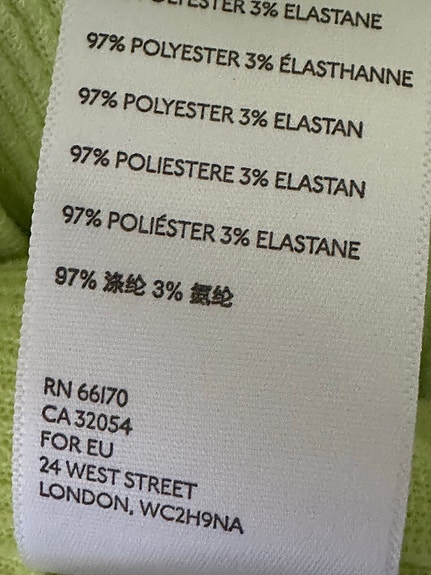 POLYESTER 3% ELASTANE
97% POLYESTER 3% ÉLASTHANNE
97% POLYESTER 3% ELASTAN
97% POLIESTERE 3% ELASTAN
97% POLIÉSTER 3% ELASTANE
97% 涤纶 3% 氨纶
RN 66170
CA 32054
FOR EU
24 WEST STREET
LONDON, WC2H9NA